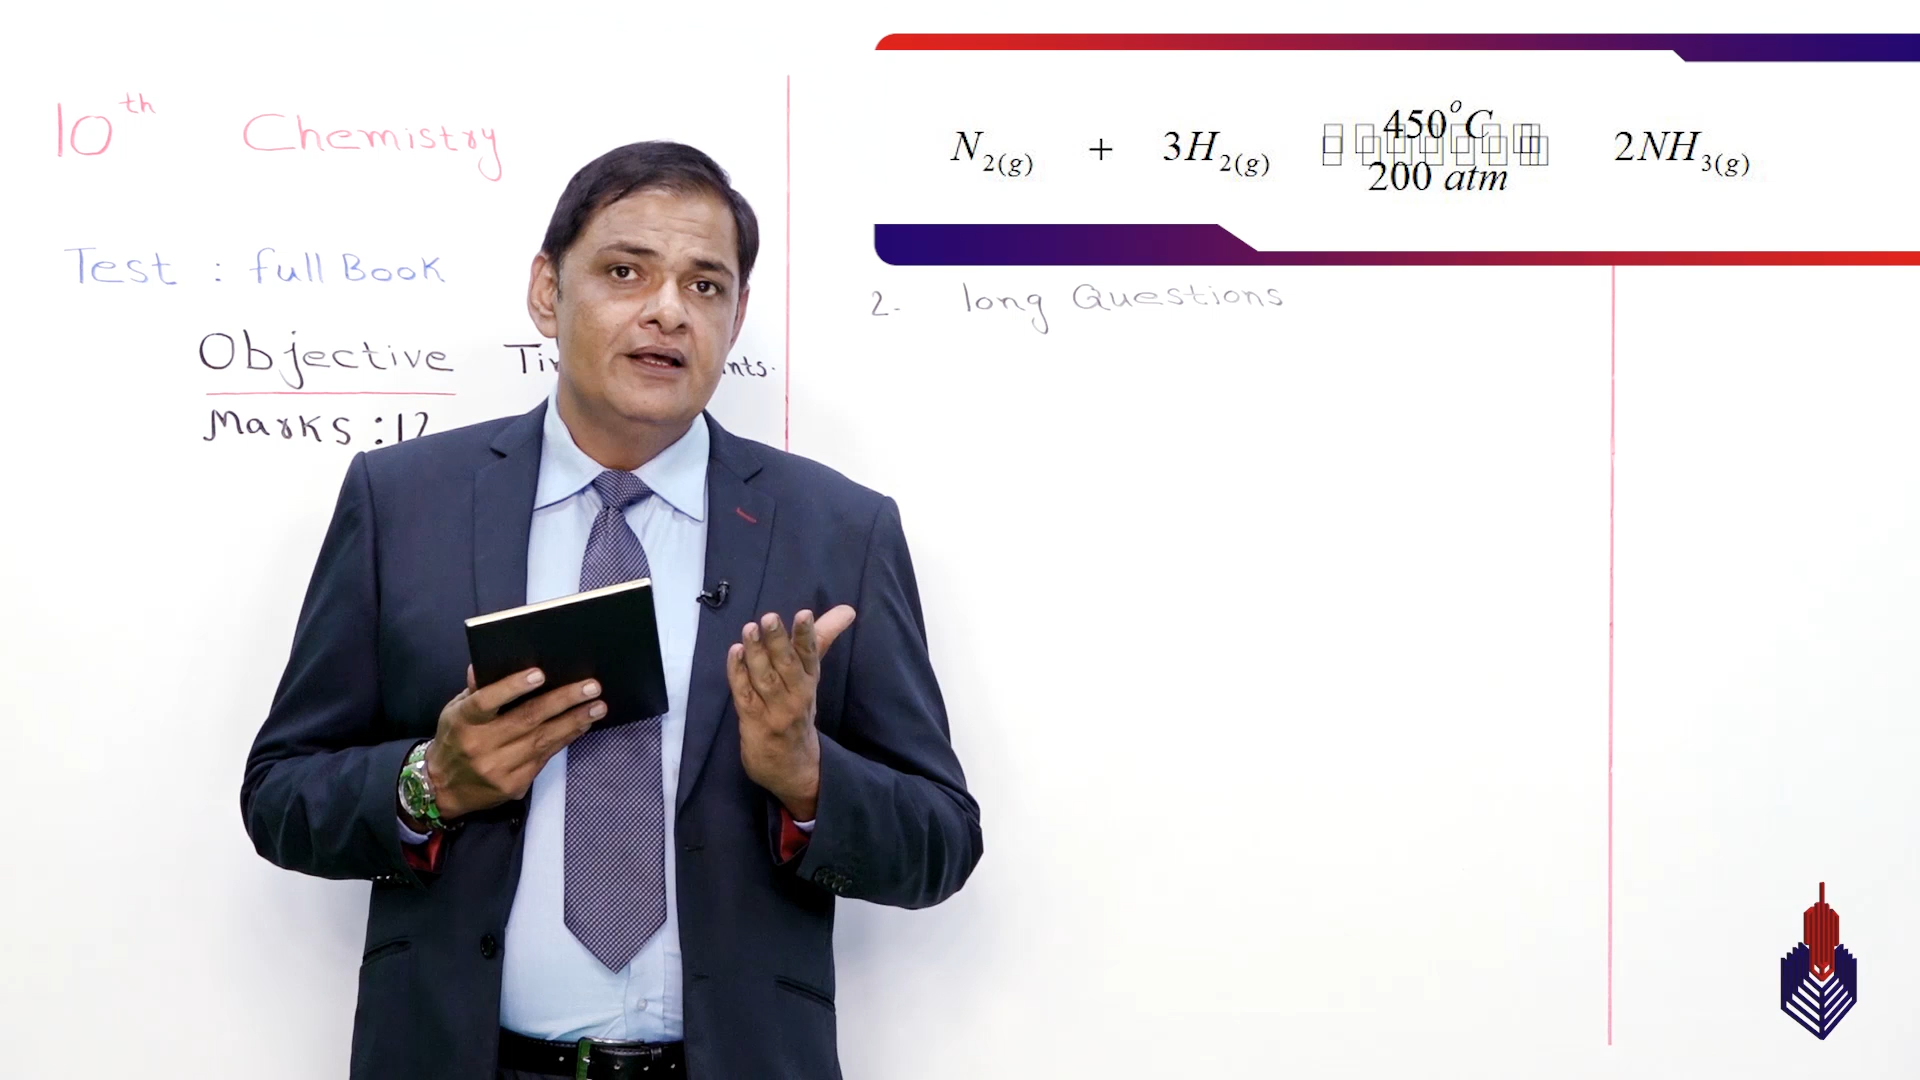 10th Chemistry
Test : full Book
Objective
Marks : 12
450°C
N2(g) + 3H2(g) 2NH3(g)
200 atm
2. long Questions